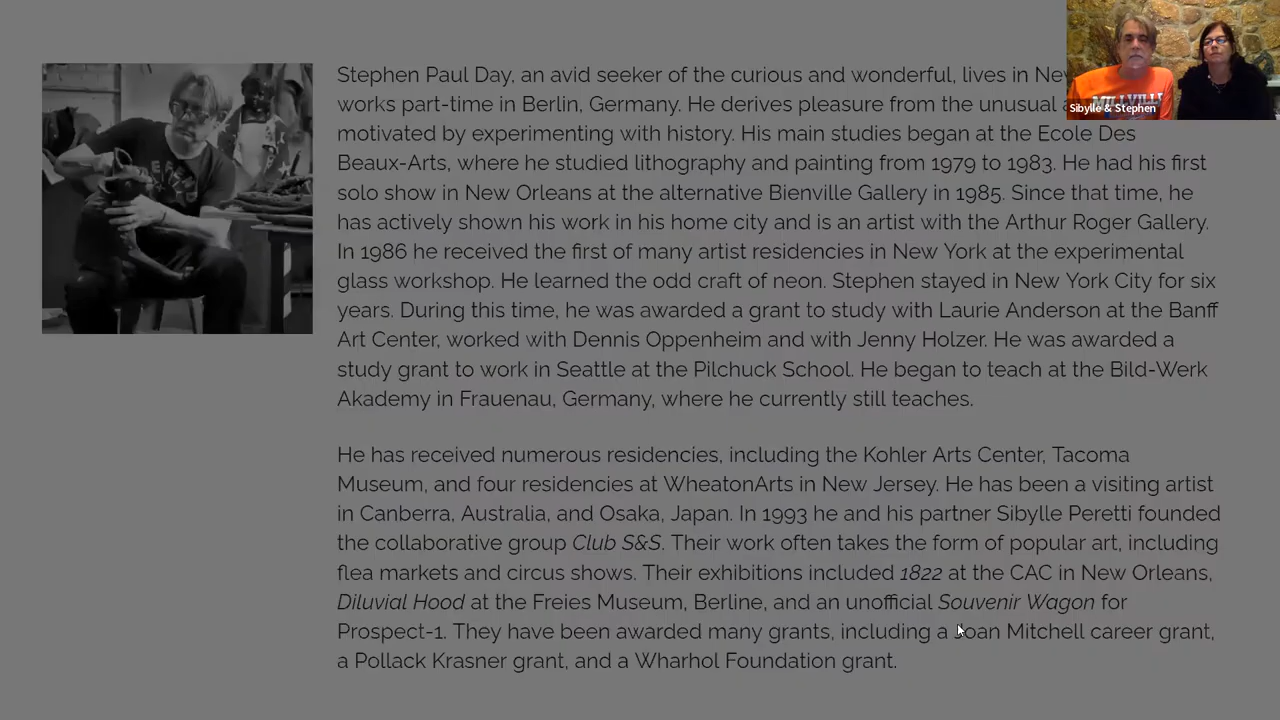 Stephen Paul Day, an avid seeker of the curious and wonderful, lives in New
works part-time in Berlin, Germany. He derives pleasure from the unusual
motivated by experimenting with history. His main studies began at the Ecole Des
Beaux-Arts, where he studied lithography and painting from 1979 to 1983. He had his first
solo show in New Orleans at the alternative Bienville Gallery in 1985. Since that time, he
has actively shown his work in his home city and is an artist with the Arthur Roger Gallery.
In 1986 he received the first of many artist residencies in New York at the experimental
glass workshop. He learned the odd craft of neon. Stephen stayed in New York City for six
years. During this time, he was awarded a grant to study with Laurie Anderson at the Banff
Art Center, worked with Dennis Oppenheim and with Jenny Holzer. He was awarded a
study grant to work in Seattle at the Pilchuck School. He began to teach at the Bild-Werk
Akademy in Frauenau, Germany, where he currently still teaches.
He has received numerous residencies, including the Kohler Arts Center, Tacoma
Museum, and four residencies at WheatonArts in New Jersey. He has been a visiting artist
in Canberra, Australia, and Osaka, Japan. In 1993 he and his partner Sibylle Peretti founded
the collaborative group Club S&S. Their work often takes the form of popular art, including
flea markets and circus shows. Their exhibitions included 1822 at the CAC in New Orleans,
Diluvial Hood at the Freies Museum, Berline, and an unofficial Souvenir Wagon for
Prospect-1. They have been awarded many grants, including a Joan Mitchell career grant,
a Pollack Krasner grant, and a Wharhol Foundation grant.
MILLVILLE
Sibylle & Stephen